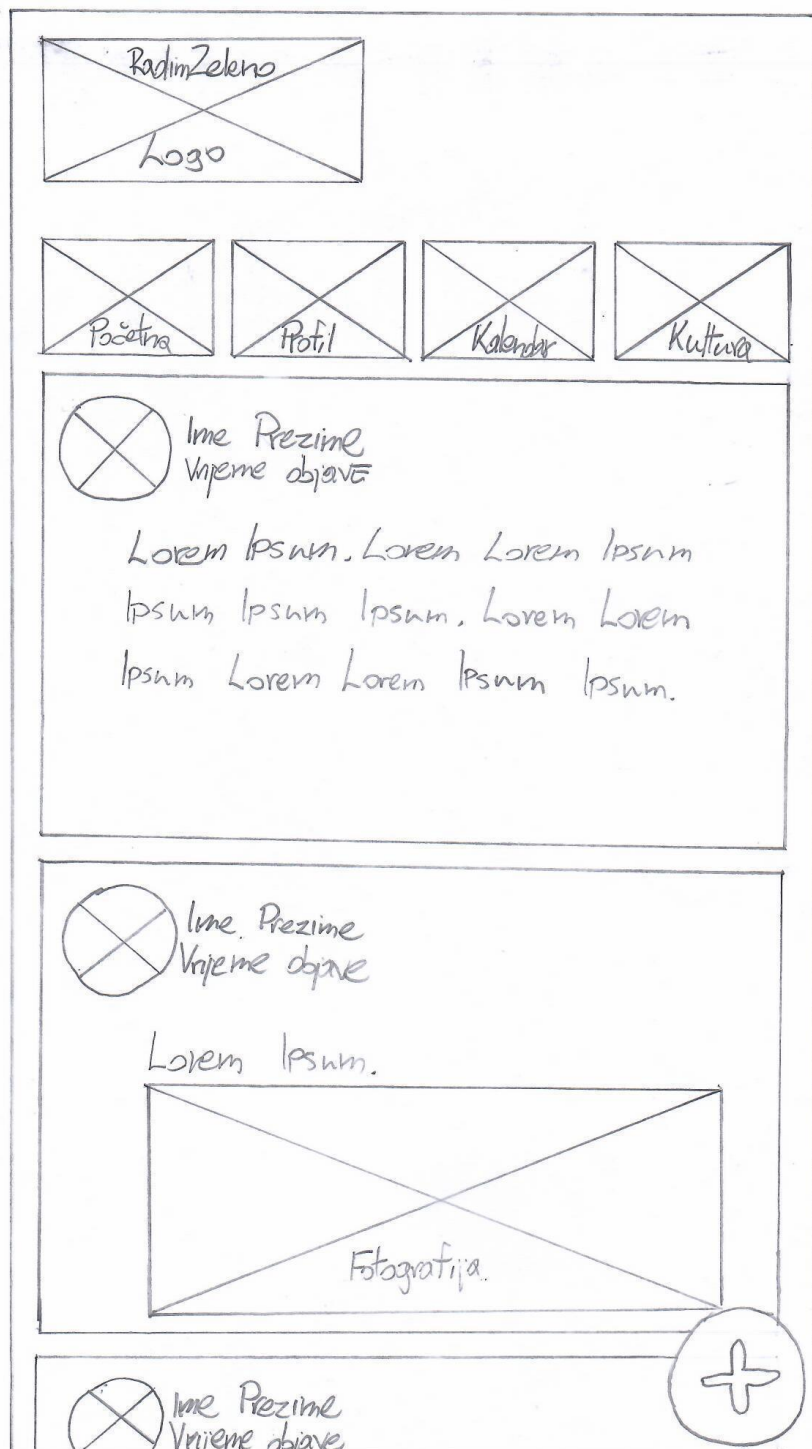 RadimZeleno
Logo
Početna
Profil
Kalendar
Kultura
Ime Prezime
Vrijeme objave
Lorem Ipsum. Lorem Lorem Ipsum
Ipsum Ipsum Ipsum. Lorem Lorem
Ipsum Lorem Lorem Ipsum Ipsum.
Ime Prezime
Vrijeme objave
Lorem Ipsum.
Fotografija.
Ime Prezime
Vrijeme objave